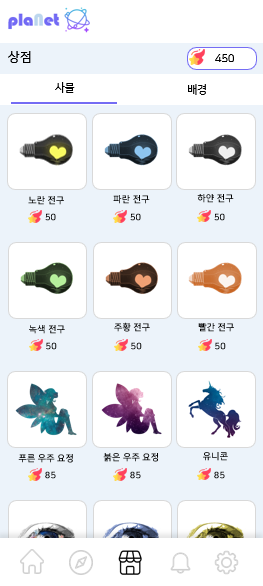 planet
상점
450
사물 배경
노란 전구 파란 전구 하얀 전구
50 50 50
녹색 전구 주황 전구 빨간 전구
50 50 50
푸른 우주 요정 붉은 우주 요정 유니콘
85 85 85